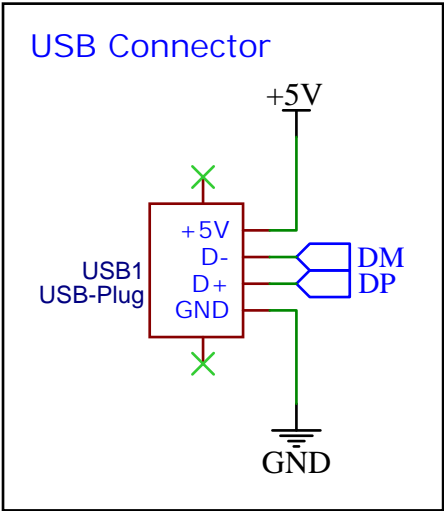 USB Connector
+5V
+5V
D-
D+
GND
USB1
USB-Plug
DM
DP
GND